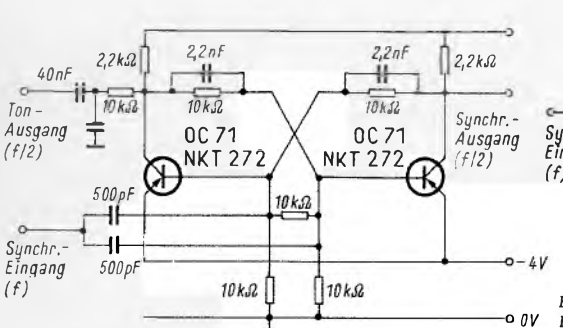 2,2nF
2,2nF
2,2kΩ
2,2kΩ
40nF
10kΩ
10kΩ
10kΩ
Ton-
Ausgang
(f/2)
OC 71
NKT 272
OC 71
NKT 272
Synchr.-
Ausgang
(f/2)
500pF
10kΩ
500pF
Synchr.-
Eingang
(f)
-4V
10kΩ
10kΩ
0V